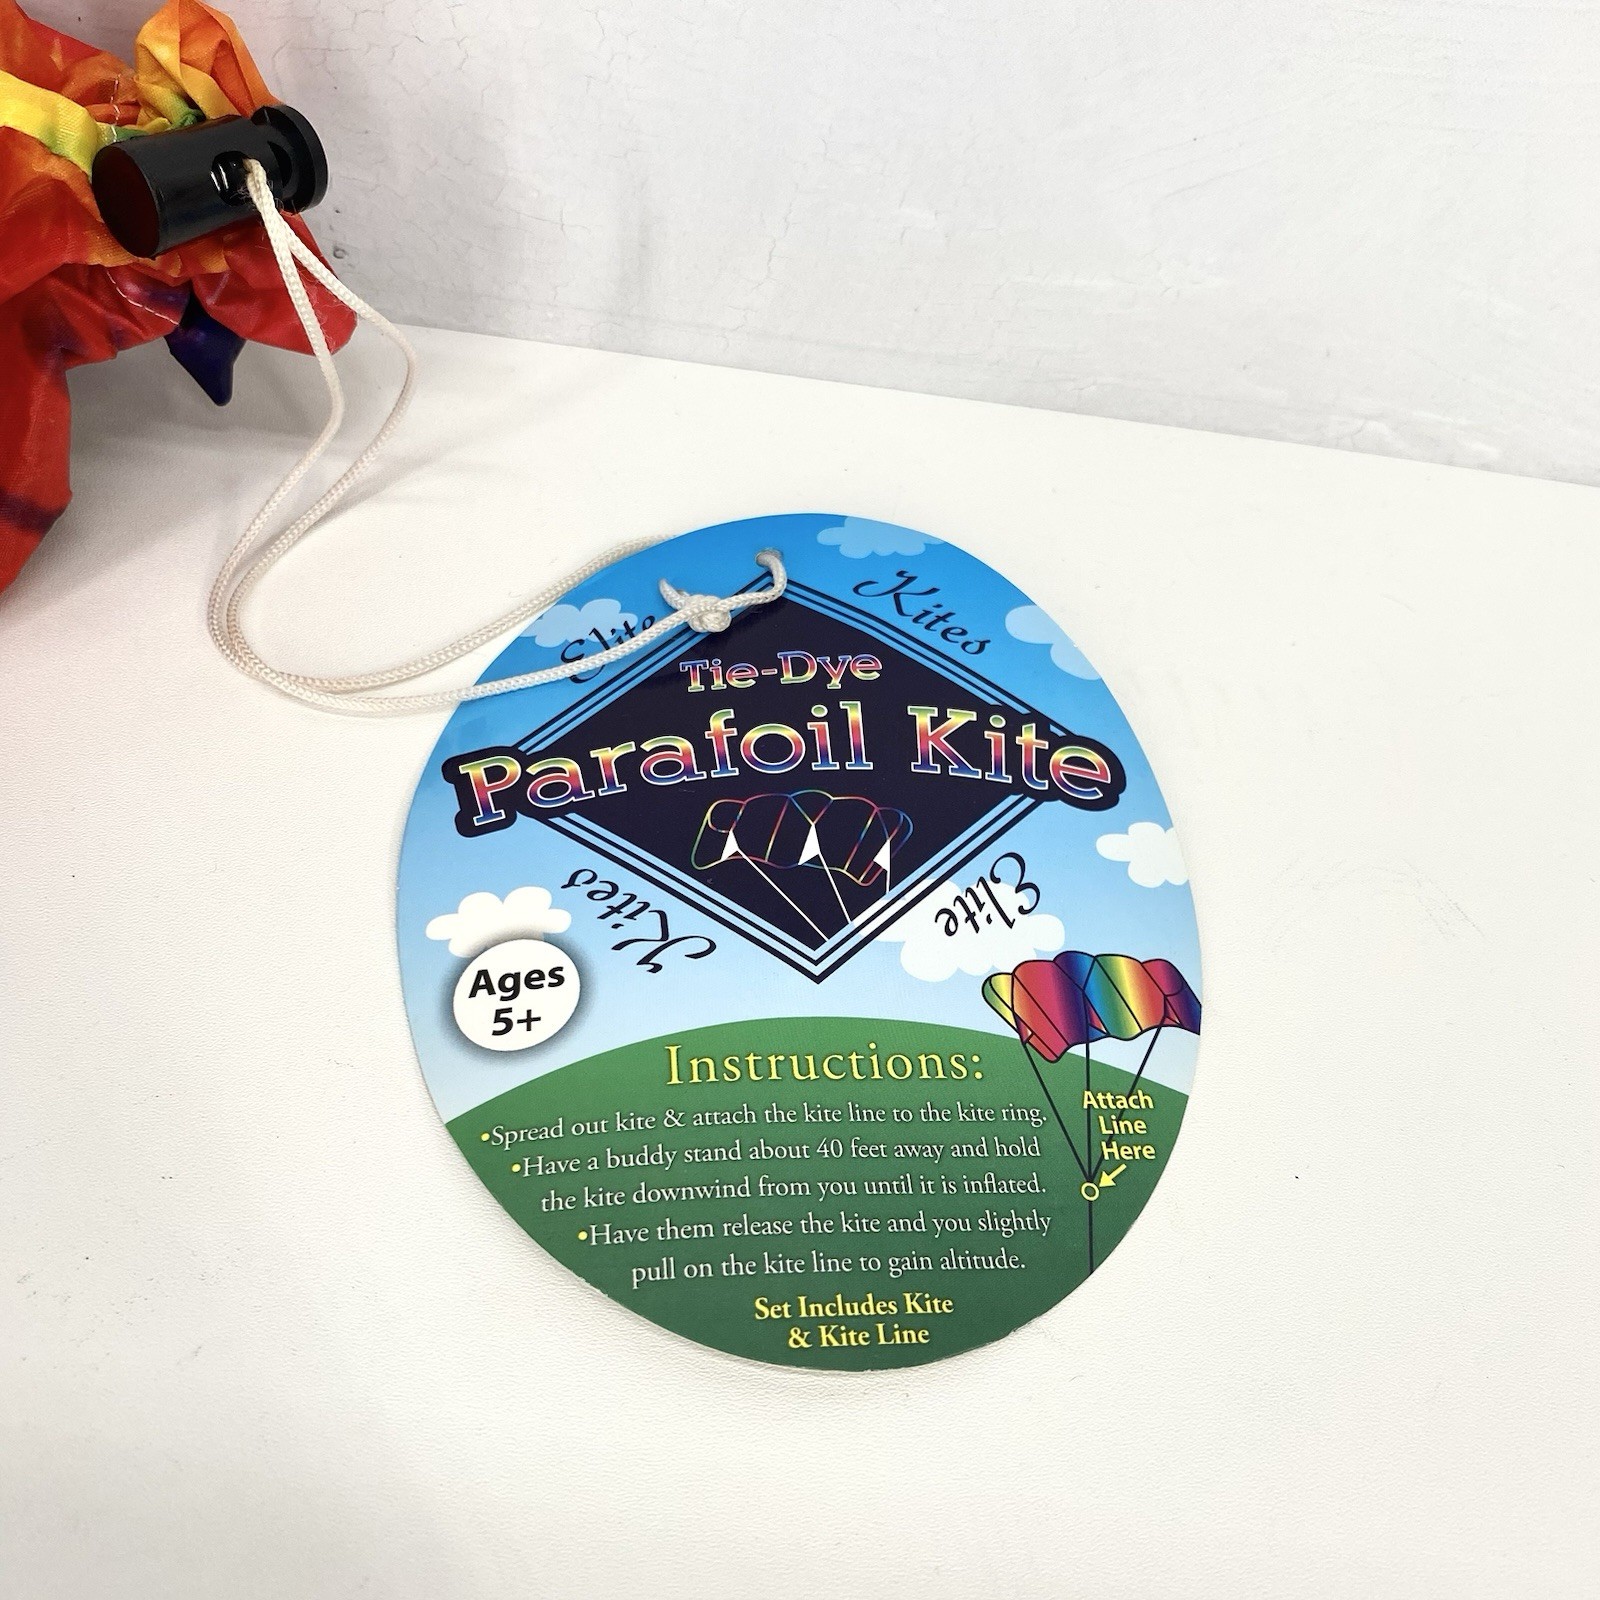 Elite
Kites
Tie-Dye
Parafoil Kite
Kites
Elite
Ages
5+
Instructions:
•Spread out kite & attach the kite line to the kite ring.
•Have a buddy stand about 40 feet away and hold
the kite downwind from you until it is inflated.
•Have them release the kite and you slightly
pull on the kite line to gain altitude.
Attach
Line
Here
Set Includes Kite
& Kite Line